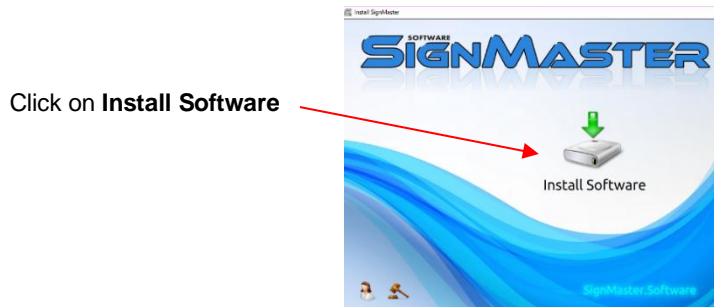 Install SignMaster
SOFTWARE
SIGNMASTER
Click on Install Software
Install Software
SignMaster.Software